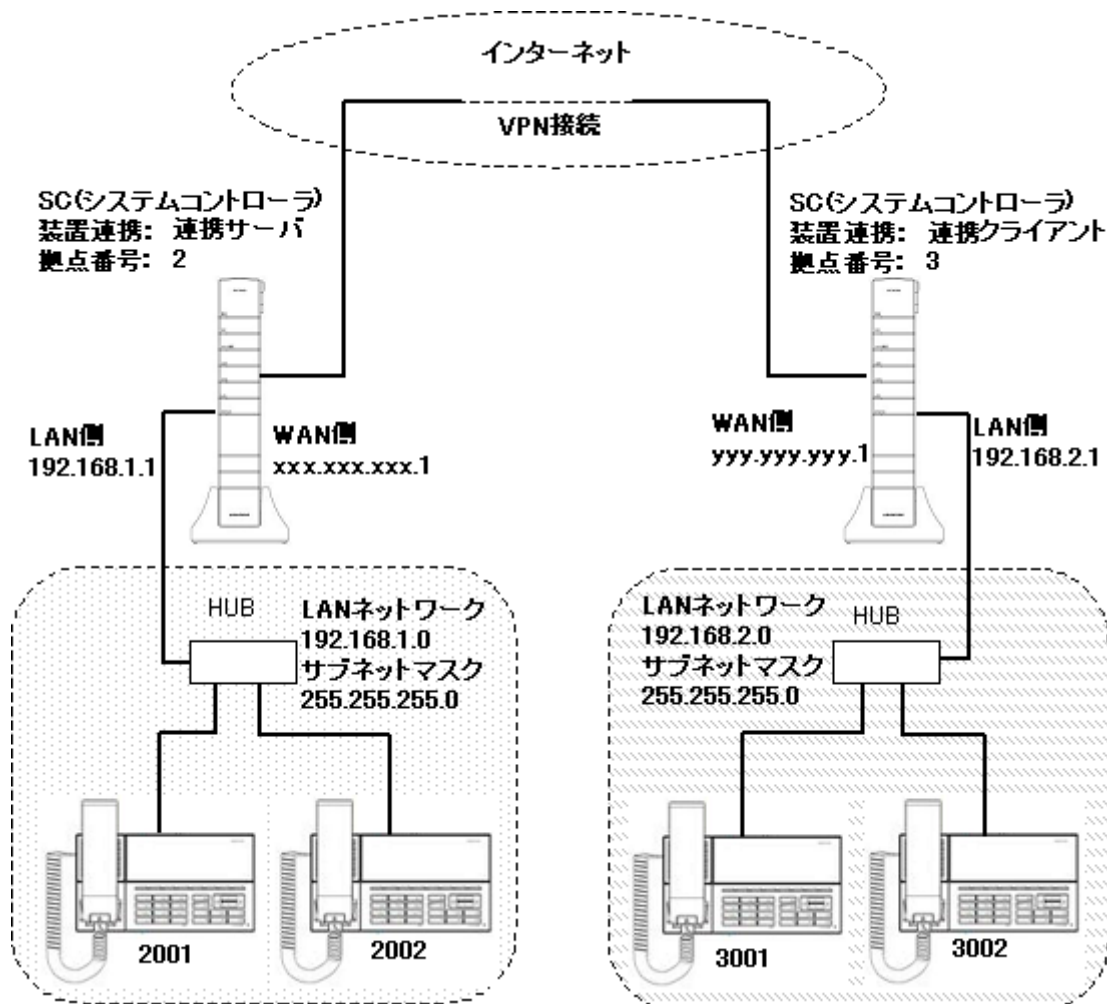 インターネット
VPN接続
SC(システムコントローラ)
装置連携： 連携サーバ
拠点番号： 2
SC(システムコントローラ)
装置連携： 連携クライアント
拠点番号： 3
LAN側
192.168.1.1
WAN側
xxx.xxx.xxx.1
WAN側
yyy.yyy.yyy.1
LAN側
192.168.2.1
HUB
LANネットワーク
192.168.1.0
サブネットマスク
255.255.255.0
LANネットワーク
192.168.2.0
サブネットマスク
255.255.255.0
HUB
2001
2002
3001
3002